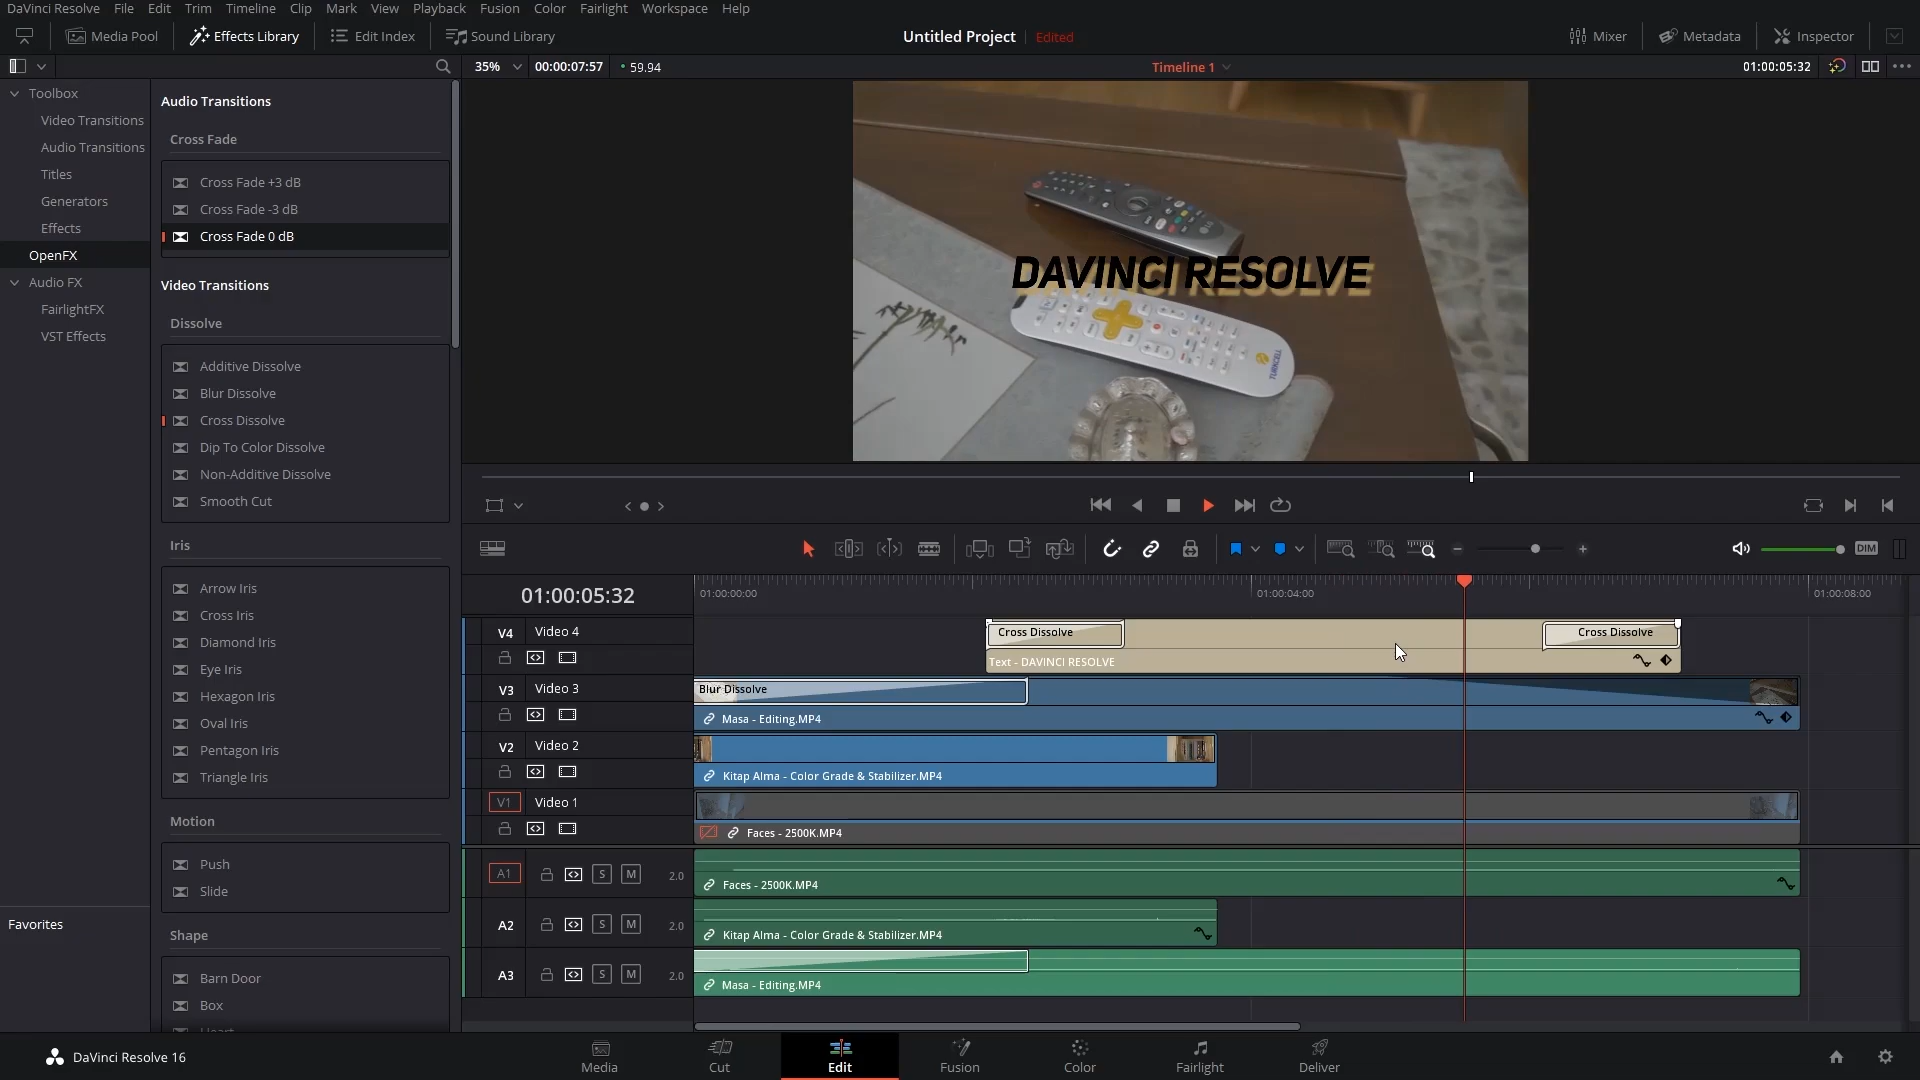 DaVinci Resolve File Edit Trim Timeline Clip Mark View Playback Fusion Color Fairlight Workspace Help
Media Pool Effects Library Edit Index Sound Library Untitled Project Edited Mixer Metadata Inspector
35% 00:00:07:57 59.94 Timeline 1 01:00:05:32
Toolbox
Video Transitions
Audio Transitions
Titles
Generators
Effects
OpenFX
Audio FX
FairlightFX
VST Effects
Favorites
Audio Transitions
Cross Fade
Cross Fade +3 dB
Cross Fade -3 dB
Cross Fade 0 dB
Video Transitions
Dissolve
Additive Dissolve
Blur Dissolve
Cross Dissolve
Dip To Color Dissolve
Non-Additive Dissolve
Smooth Cut
Iris
Arrow Iris
Cross Iris
Diamond Iris
Eye Iris
Hexagon Iris
Oval Iris
Pentagon Iris
Triangle Iris
Motion
Push
Slide
Shape
Barn Door
Box
Heart
DAVINCI RESOLVE
TURKCELL
DIM
01:00:05:32 01:00:00:00 01:00:04:00 01:00:08:00
V4 Video 4 Cross Dissolve Cross Dissolve
Text - DAVINCI RESOLVE
V3 Video 3 Blur Dissolve
Masa - Editing.MP4
V2 Video 2
Kitap Alma - Color Grade & Stabilizer.MP4
V1 Video 1
Faces - 2500K.MP4
A1 S M 2.0
Faces - 2500K.MP4
A2 S M 2.0
Kitap Alma - Color Grade & Stabilizer.MP4
A3 S M 2.0
Masa - Editing.MP4
DaVinci Resolve 16 Media Cut Edit Fusion Color Fairlight Deliver